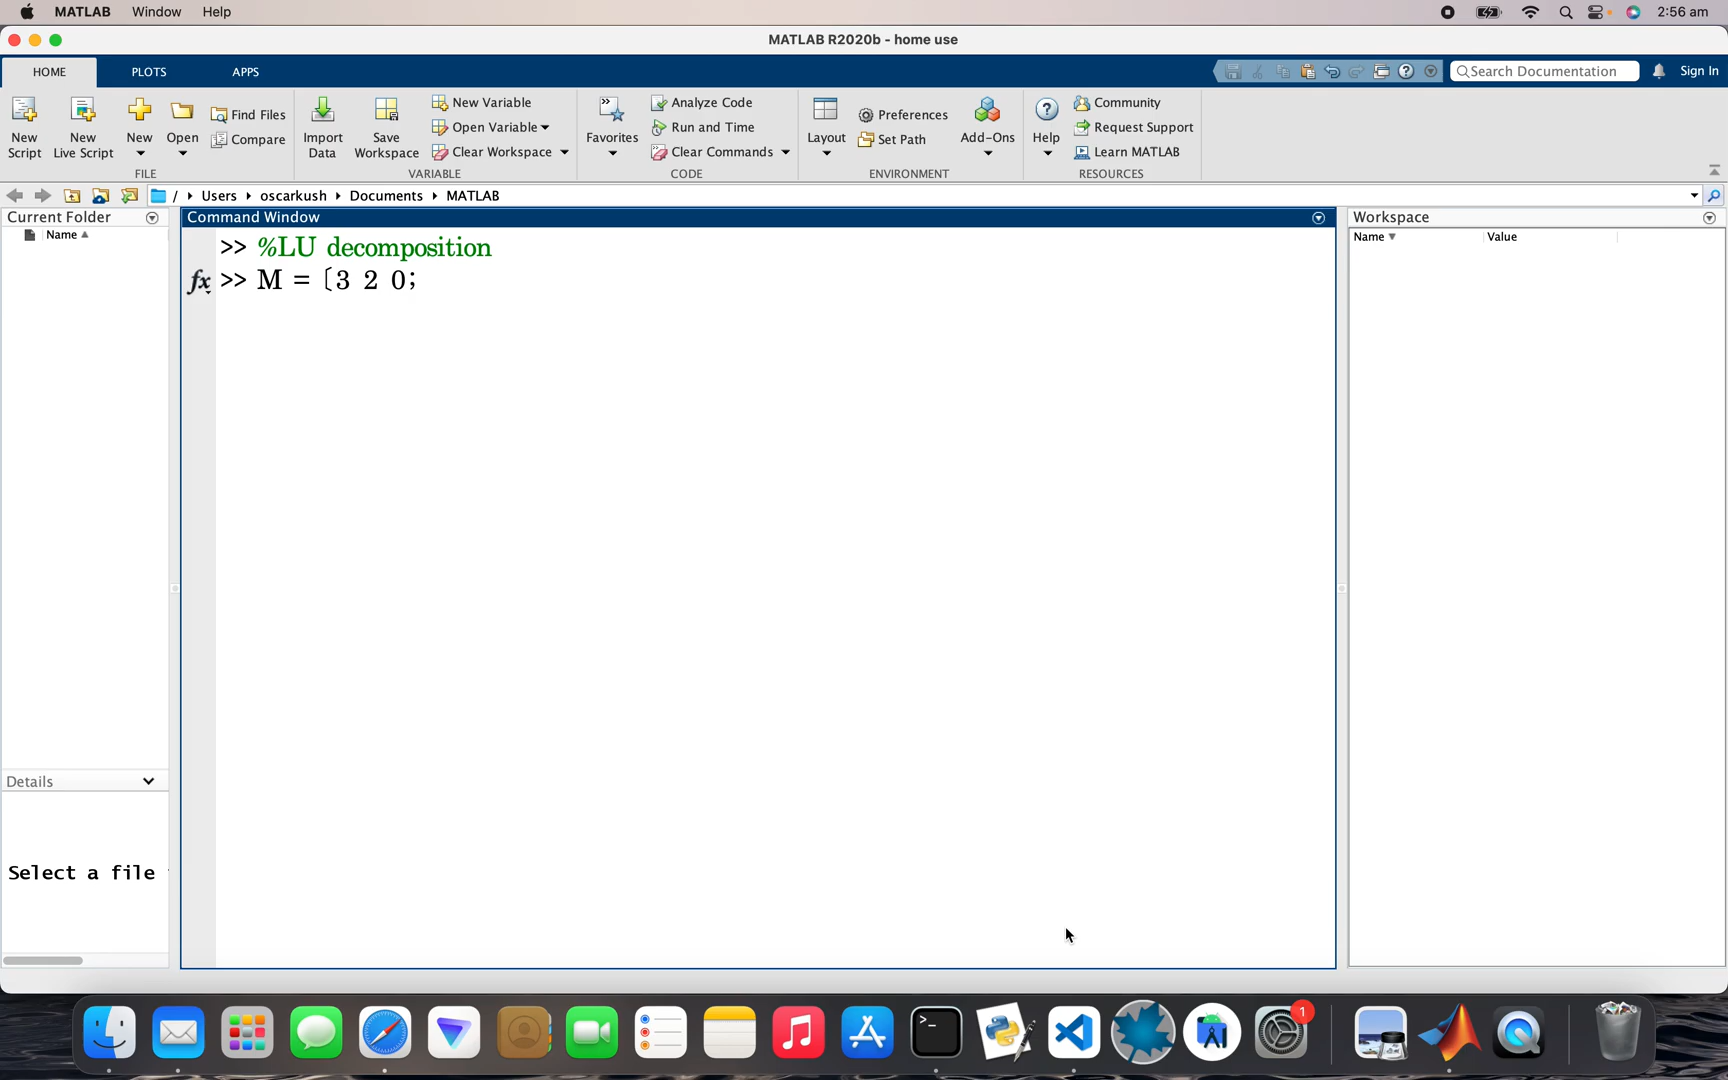 MATLAB Window Help 2:56 am
MATLAB R2020b - home use
HOME PLOTS APPS Search Documentation Sign In
New Script
New Live Script
New
Open
Find Files
Compare
FILE
Import Data
Save Workspace
New Variable
Open Variable
Clear Workspace
VARIABLE
Favorites
Analyze Code
Run and Time
Clear Commands
CODE
Layout
Preferences
Set Path
Add-Ons
ENVIRONMENT
Help
Community
Request Support
Learn MATLAB
RESOURCES
/ Users oscarkush Documents MATLAB
Current Folder
Name
Command Window
>> %LU decomposition
fx >> M = [3 2 0;
Workspace
Name Value
Details
Select a file
1